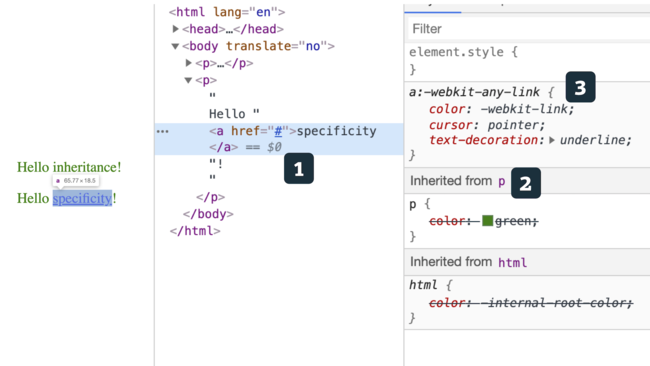 Hello inheritance!
a 65.77 × 18.5
Hello specificity!
<html lang="en">
▶<head>…</head>
▼<body translate="no">
▶<p>…</p>
▼<p>
"
Hello "
… <a href="#">specificity
</a> == $0
1
"!
"
</p>
</body>
</html>
Filter
element.style {
}
a:-webkit-any-link {
3
color: -webkit-link;
cursor: pointer;
text-decoration:▶ underline;
}
Inherited from p
2
p {
color: green;
}
Inherited from html
html {
color: -internal-root-color;
}